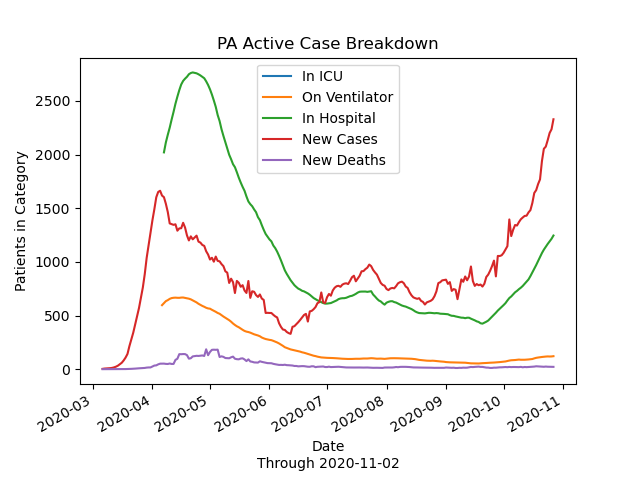 PA Active Case Breakdown
In ICU
On Ventilator
In Hospital
New Cases
New Deaths
Patients in Category
2500
2000
1500
1000
500
0
2020-03
2020-04
2020-05
2020-06
2020-07
2020-08
2020-09
2020-10
2020-11
Date
Through 2020-11-02